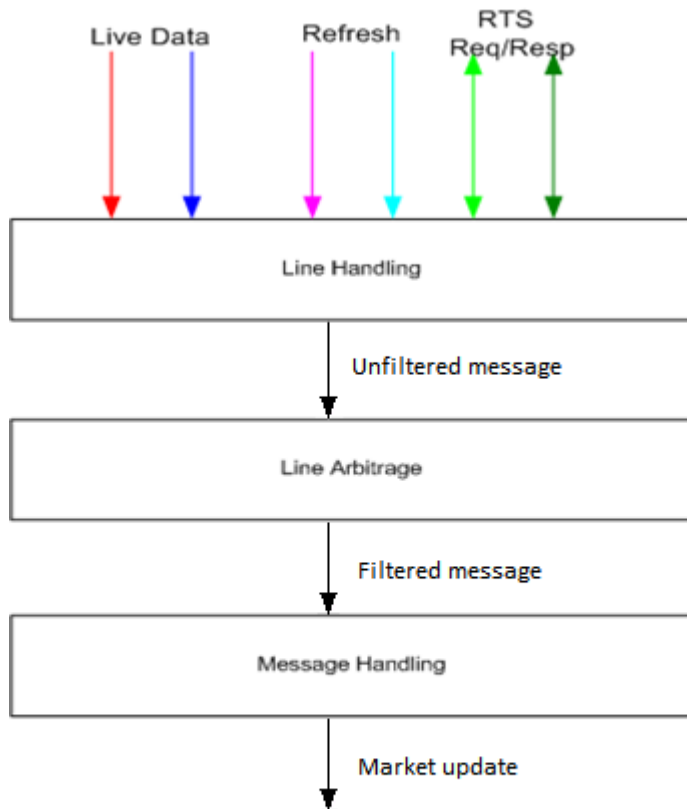 Live Data
Refresh
RTS
Req/Resp
Line Handling
Unfiltered message
Line Arbitrage
Filtered message
Message Handling
Market update